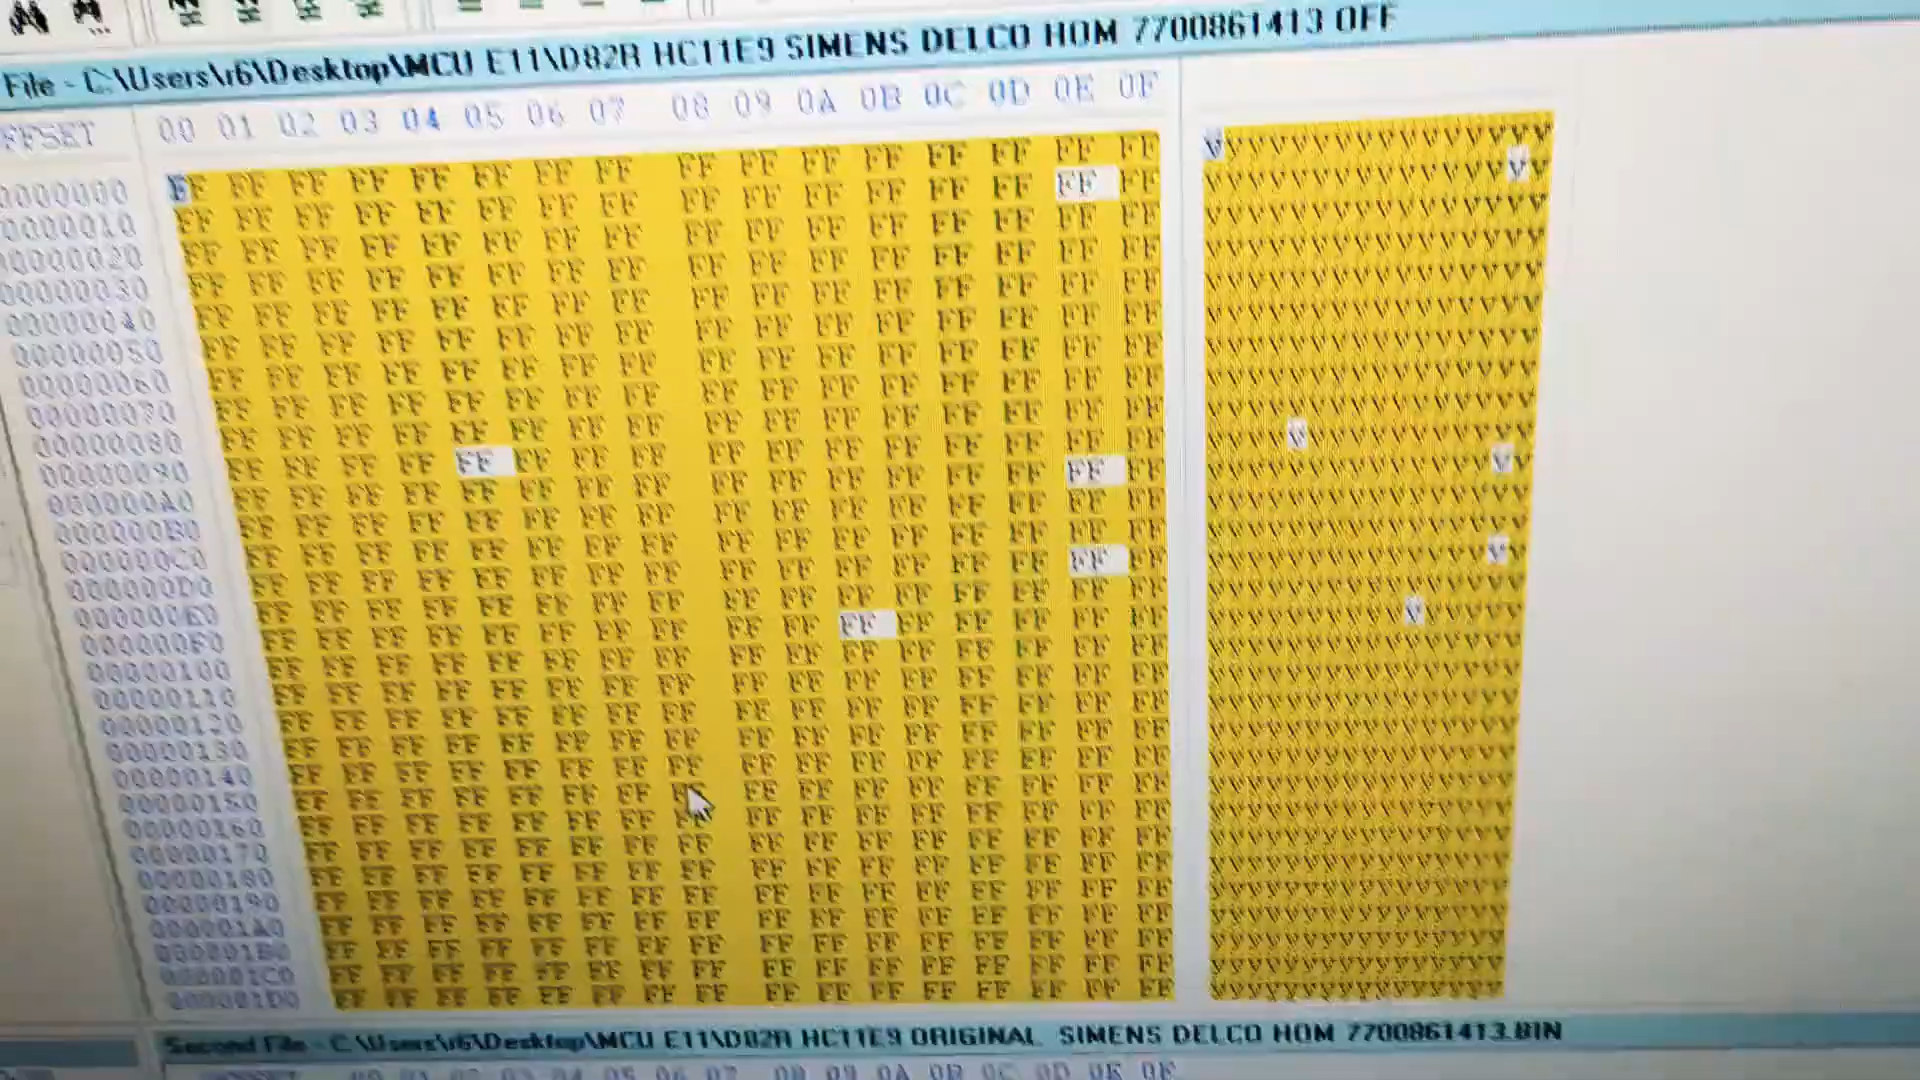 File - C:\Users\r6\Desktop\MCU E11\D82R HC11E9 SIMENS DELCO HOM 7700861413 OFF
FFSET 00 01 02 03 04 05 06 07 08 09 0A 0B 0C 0D 0E 0F
0000000 FF FF FF FF FF FF FF FF FF FF FF FF FF FF FF FF
0000010 FF FF FF FF FF FF FF FF FF FF FF FF FF FF FF FF
00000020 FF FF FF FF FF FF FF FF FF FF FF FF FF FF FF FF
00000030 FF FF FF FF FF FF FF FF FF FF FF FF FF FF FF FF
00000040 FF FF FF FF FF FF FF FF FF FF FF FF FF FF FF FF
00000050 FF FF FF FF FF FF FF FF FF FF FF FF FF FF FF FF
00000060 FF FF FF FF FF FF FF FF FF FF FF FF FF FF FF FF
00000070 FF FF FF FF FF FF FF FF FF FF FF FF FF FF FF FF
00000080 FF FF FF FF FF FF FF FF FF FF FF FF FF FF FF FF
00000090 FF FF FF FF FF FF FF FF FF FF FF FF FF FF FF FF
000000A0 FF FF FF FF FF FF FF FF FF FF FF FF FF FF FF FF
000000B0 FF FF FF FF FF FF FF FF FF FF FF FF FF FF FF FF
000000C0 FF FF FF FF FF FF FF FF FF FF FF FF FF FF FF FF
000000D0 FF FF FF FF FF FF FF FF FF FF FF FF FF FF FF FF
000000E0 FF FF FF FF FF FF FF FF FF FF FF FF FF FF FF FF
000000F0 FF FF FF FF FF FF FF FF FF FF FF FF FF FF FF FF
00000100 FF FF FF FF FF FF FF FF FF FF FF FF FF FF FF FF
00000110 FF FF FF FF FF FF FF FF FF FF FF FF FF FF FF FF
00000120 FF FF FF FF FF FF FF FF FF FF FF FF FF FF FF FF
00000130 FF FF FF FF FF FF FF FF FF FF FF FF FF FF FF FF
00000140 FF FF FF FF FF FF FF FF FF FF FF FF FF FF FF FF
00000150 FF FF FF FF FF FF FF FF FF FF FF FF FF FF FF FF
00000160 FF FF FF FF FF FF FF FF FF FF FF FF FF FF FF FF
00000170 FF FF FF FF FF FF FF FF FF FF FF FF FF FF FF FF
00000180 FF FF FF FF FF FF FF FF FF FF FF FF FF FF FF FF
00000190 FF FF FF FF FF FF FF FF FF FF FF FF FF FF FF FF
000001A0 FF FF FF FF FF FF FF FF FF FF FF FF FF FF FF FF
000001B0 FF FF FF FF FF FF FF FF FF FF FF FF FF FF FF FF
000001C0 FF FF FF FF FF FF FF FF FF FF FF FF FF FF FF FF
000001D0 FF FF FF FF FF FF FF FF FF FF FF FF FF FF FF FF
Second File - C:\Users\r6\Desktop\MCU E11\D82R HC11E9 ORIGINAL SIMENS DELCO HOM 7700861413.BIN
00 01 02 03 04 05 06 07 08 09 0A 0B 0C 0D 0E 0F